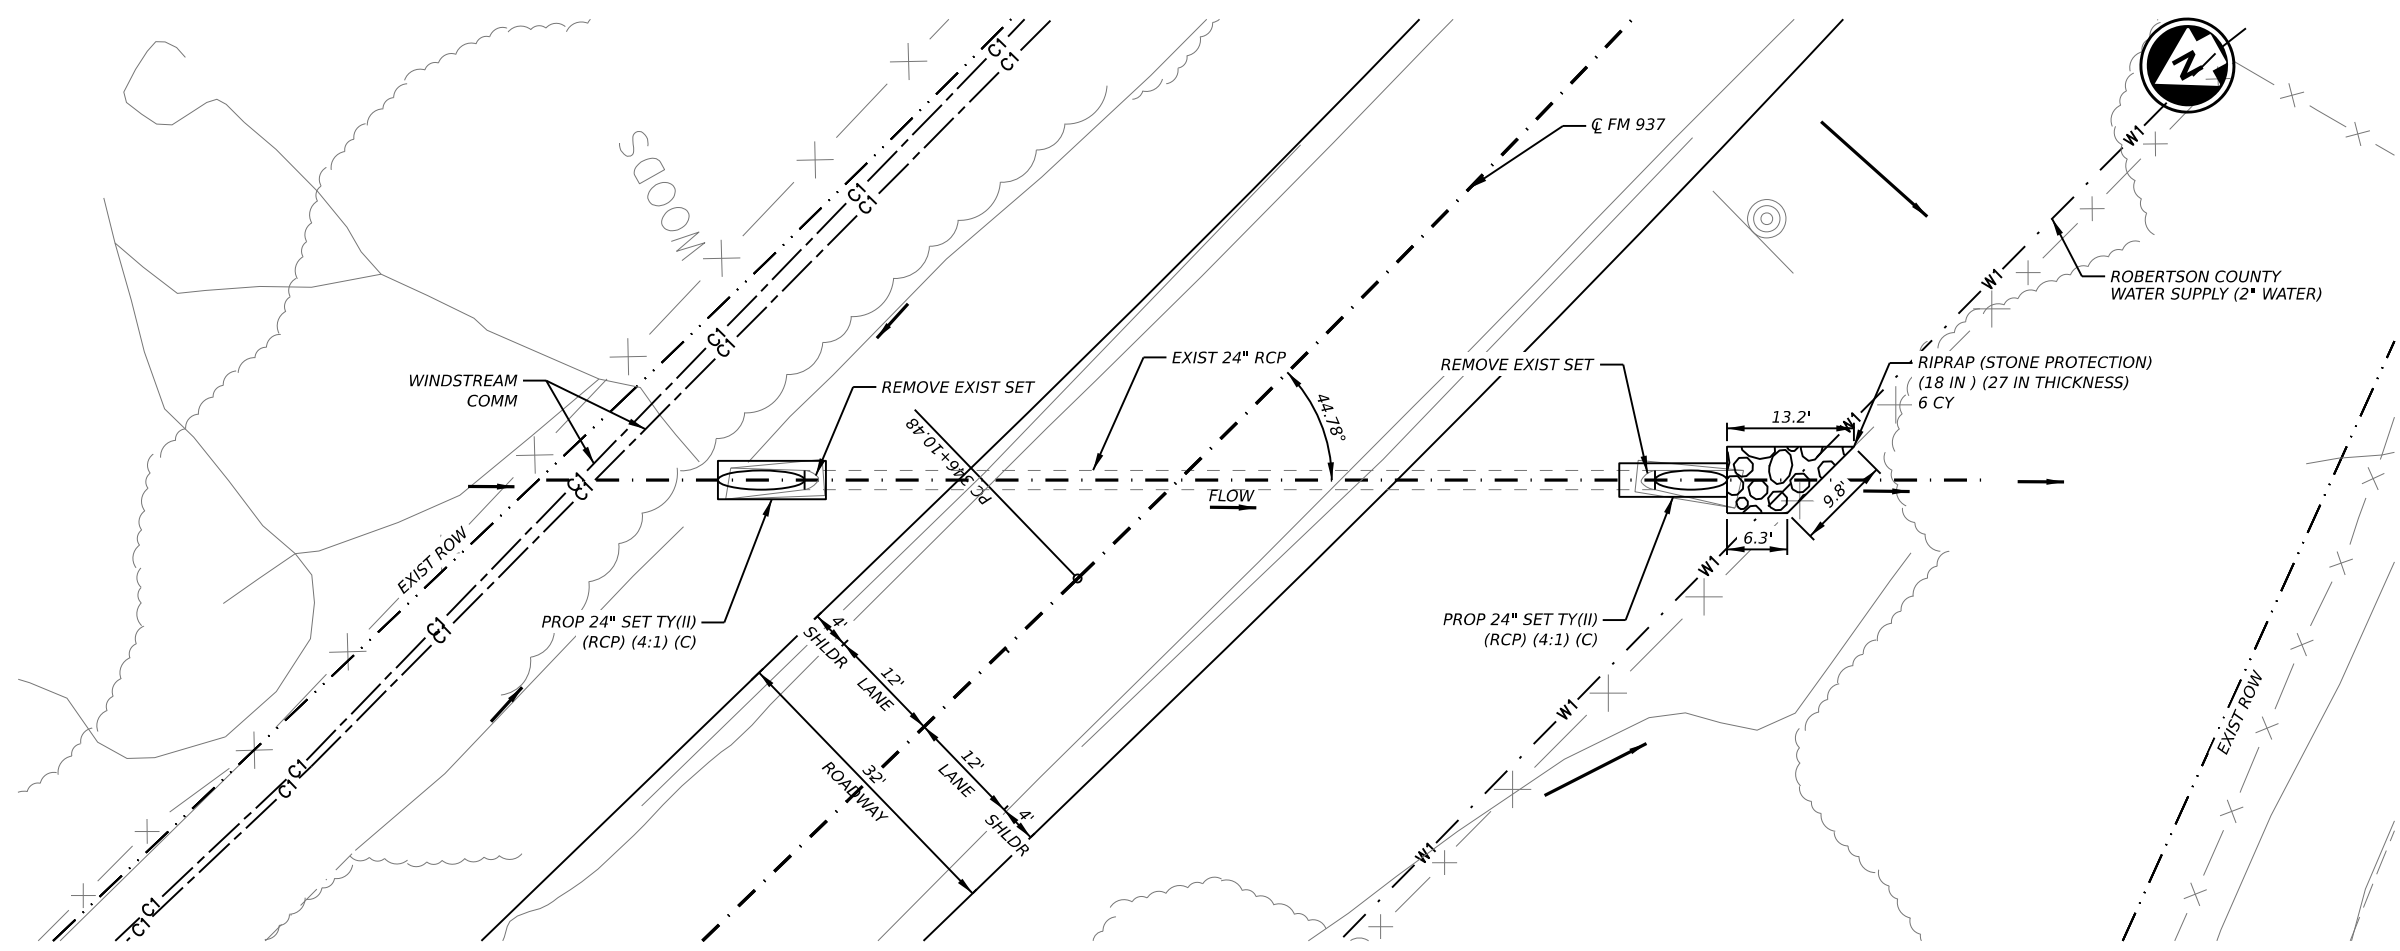 C1
C1
N
℄ FM 937
W1
WOODS
C1
C1
ROBERTSON COUNTY
WATER SUPPLY (2" WATER)
W1
C1
C1
EXIST 24" RCP
REMOVE EXIST SET
RIPRAP (STONE PROTECTION)
(18 IN ) (27 IN THICKNESS)
6 CY
WINDSTREAM
COMM
REMOVE EXIST SET
44.78°
13.2'
W1
PC 346+10.48
C1
C1
FLOW
9.8'
6.3'
EXIST ROW
W1
PROP 24" SET TY(II)
(RCP) (4:1) (C)
PROP 24" SET TY(II)
(RCP) (4:1) (C)
C1
C1
4'
SHLDR
12'
LANE
12'
LANE
4'
SHLDR
32'
ROADWAY
W1
EXIST ROW
C1
C1
W1
C1
C1